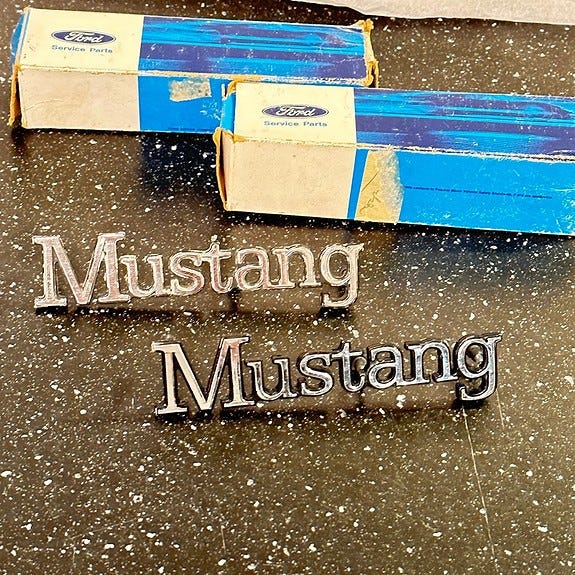 Ford
Service Parts
Ford
Service Parts
Mustang
Mustang